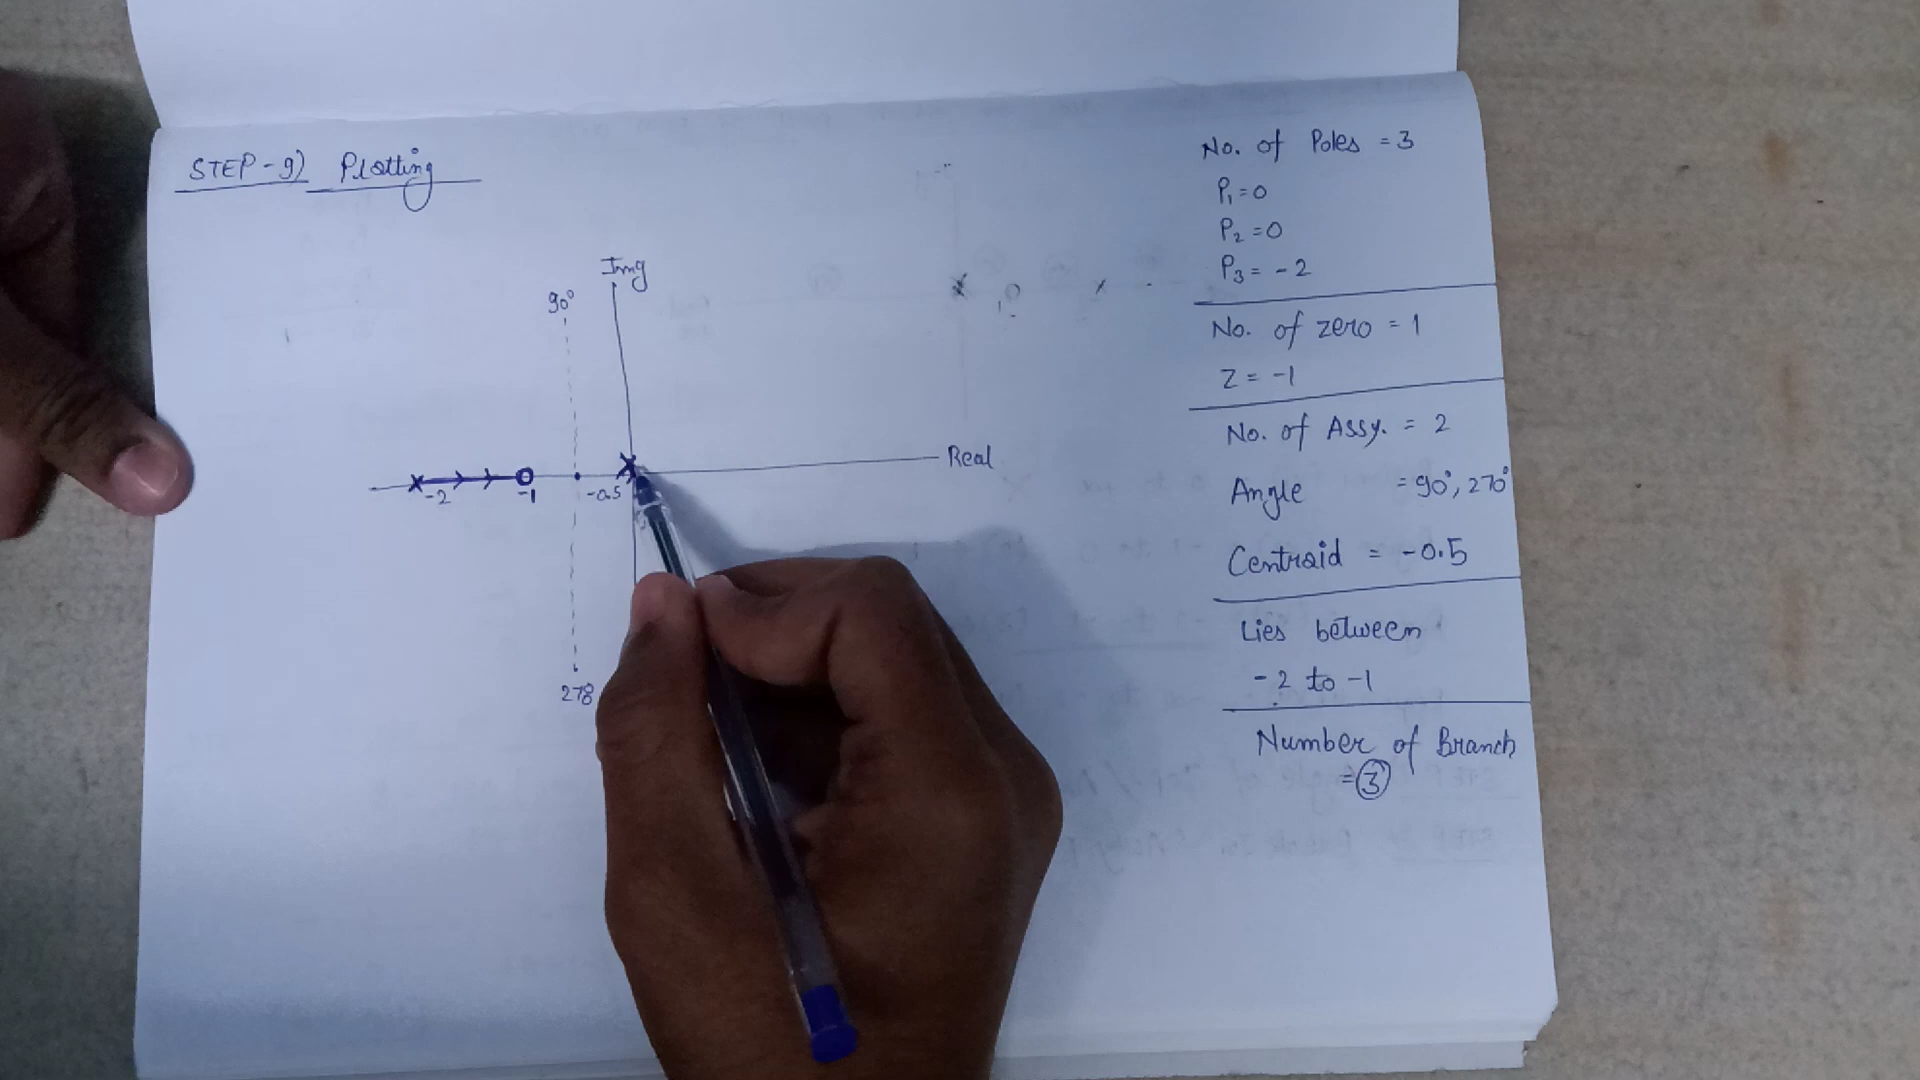 STEP-9) Plotting
Img
90°
Real
-2
-1
-0.5
270
No. of Poles = 3
P₁ = 0
P₂ = 0
P₃ = -2
No. of zero = 1
Z = -1
No. of Assy. = 2
Angle = 90°, 270°
Centraid = -0.5
Lies between
-2 to -1
Number of Branch
= 3